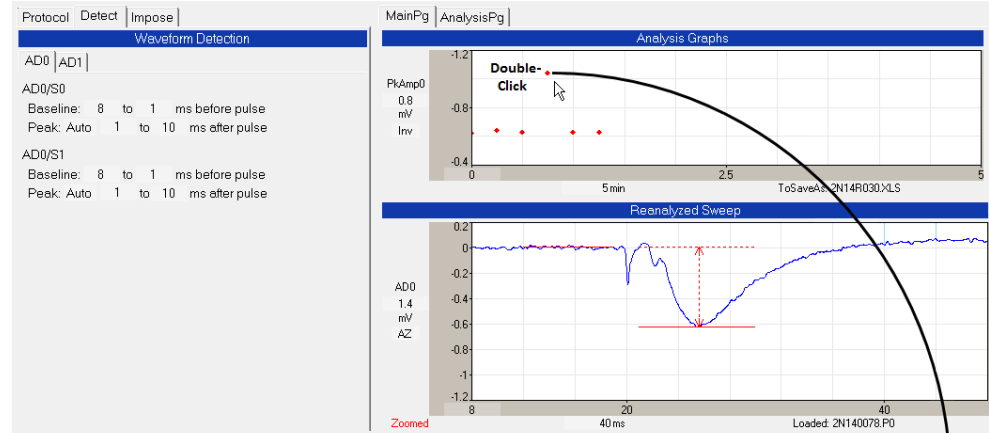 Protocol Detect Impose
Waveform Detection
AD0 AD1
AD0/S0
Baseline: 8 to 1 ms before pulse
Peak: Auto 1 to 10 ms after pulse
AD0/S1
Baseline: 8 to 1 ms before pulse
Peak: Auto 1 to 10 ms after pulse
MainPg AnalysisPg
Analysis Graphs
PkAmp0
0.8
mV
Inv
-1.2
-0.8
-0.4
Double-
Click
0 2.5 5
5 min ToSaveAs: 2N14R030.XLS
Reanalyzed Sweep
AD0
1.4
mV
AZ
0.2
0
-0.2
-0.4
-0.6
-0.8
-1
-1.2
8 20 40
Zoomed 40 ms Loaded: 2N140078.P0